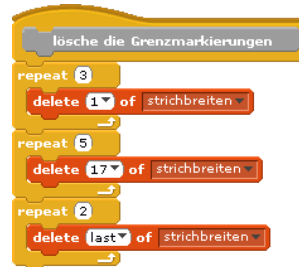 lösche die Grenzmarkierungen
repeat 3
delete 1 of strichbreiten
repeat 5
delete 17 of strichbreiten
repeat 2
delete last of strichbreiten